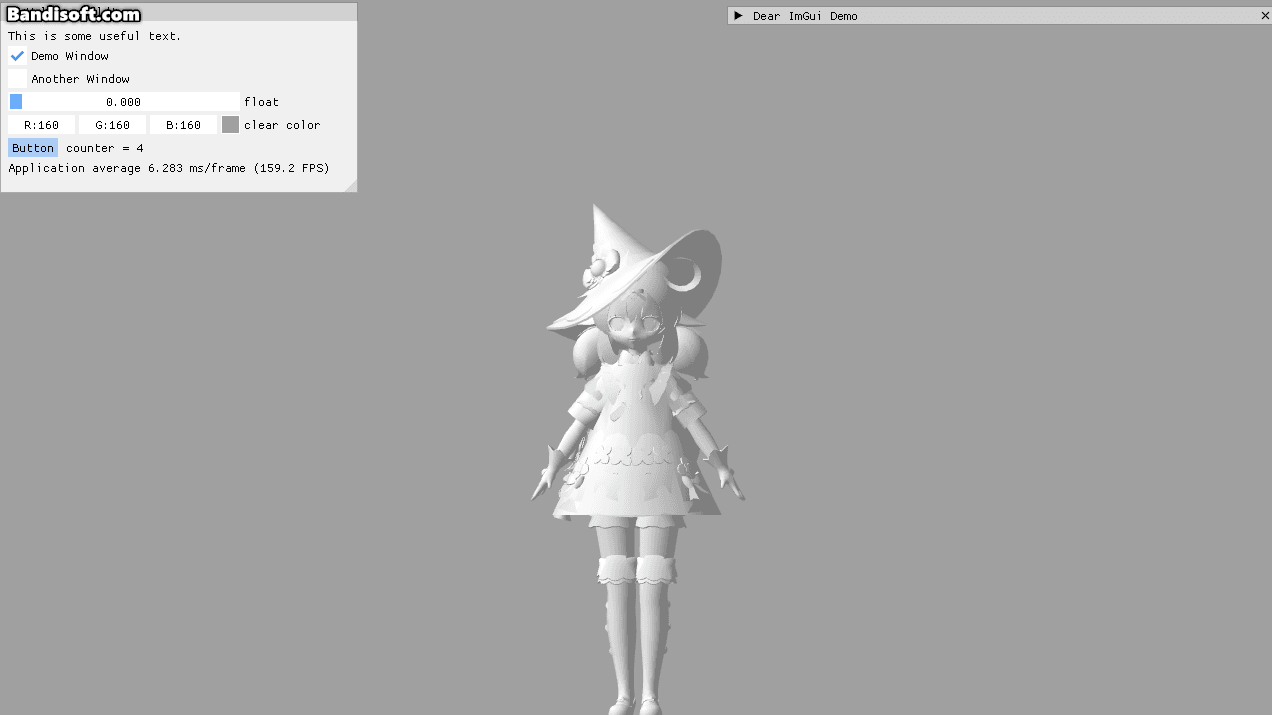 Bandisoft.com
This is some useful text.
Demo Window
Another Window
0.000 float
R:160 G:160 B:160 clear color
Button counter = 4
Application average 6.283 ms/frame (159.2 FPS)
Dear ImGui Demo